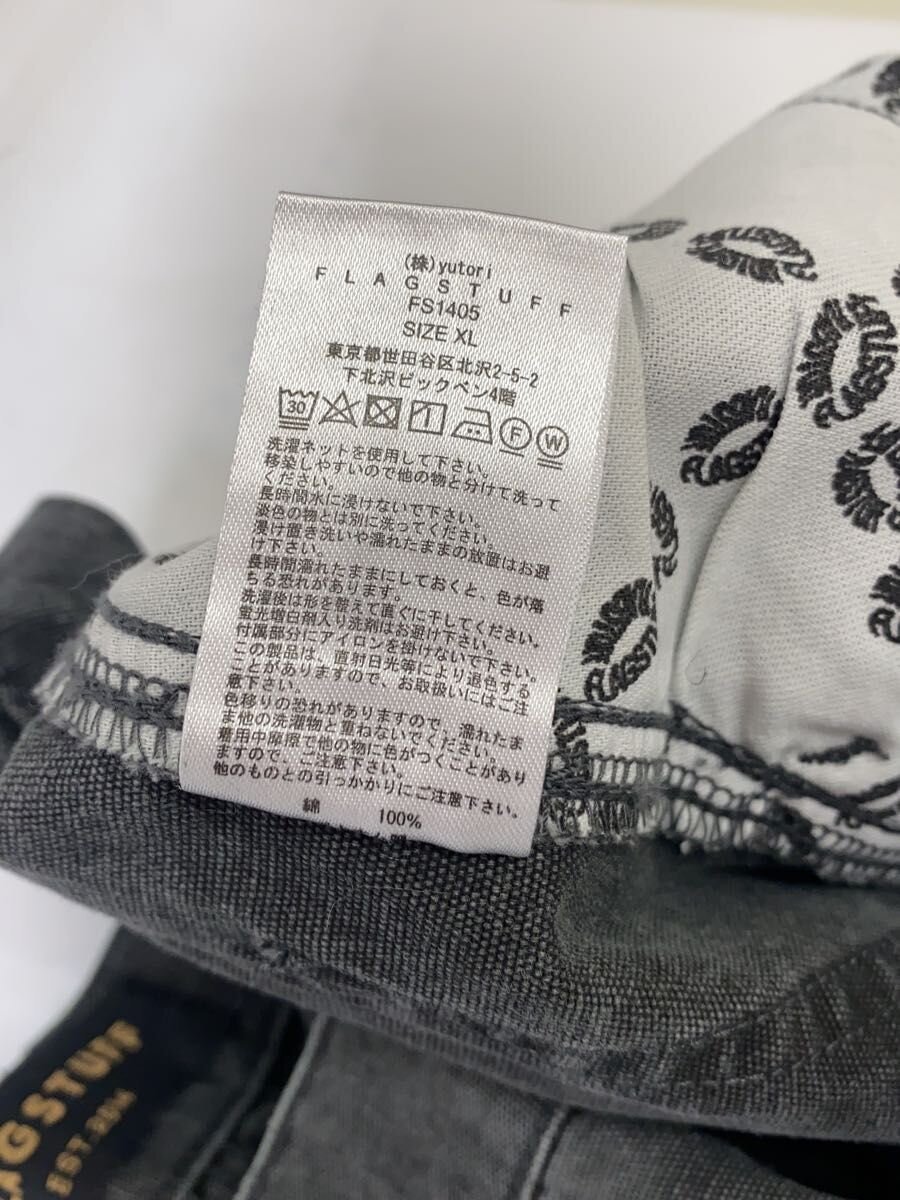 (株)yutori
FLAGSTUFF
FS1405
SIZE XL
東京都世田谷区北沢2-5-2
下北沢ビックベン4階
30
F
W
洗濯ネットを使用して下さい。
移染しやすいので他の物と分けて洗って
ください。
長時間水に浸けないで下さい。
淡色の物とは別に洗ってください。
浸け置き洗いや濡れたままの放置はお避
け下さい。
長時間濡れたままにしておくと、色が落
ちる恐れがあります。
洗濯後は形を整えて直ぐに干してください。
蛍光増白剤入り洗剤はお避け下さい。
付属部分にアイロンを掛けないで下さい。
この製品は、直射日光等により退色する
ことがありますので、お取扱いにはご注
意下さい。
色移りの恐れがありますので、濡れたま
ま他の洗濯物と重ねないでください。
着用中摩擦で他の物に色がつくことがあり
ますので、ご注意下さい。
他のものとの引っかかりにご注意下さい。
綿 100%
FLAGSTUFF
FLAGSTUFF
FLAGSTUFF
FLAGSTUFF
AGSTUFF
EST.